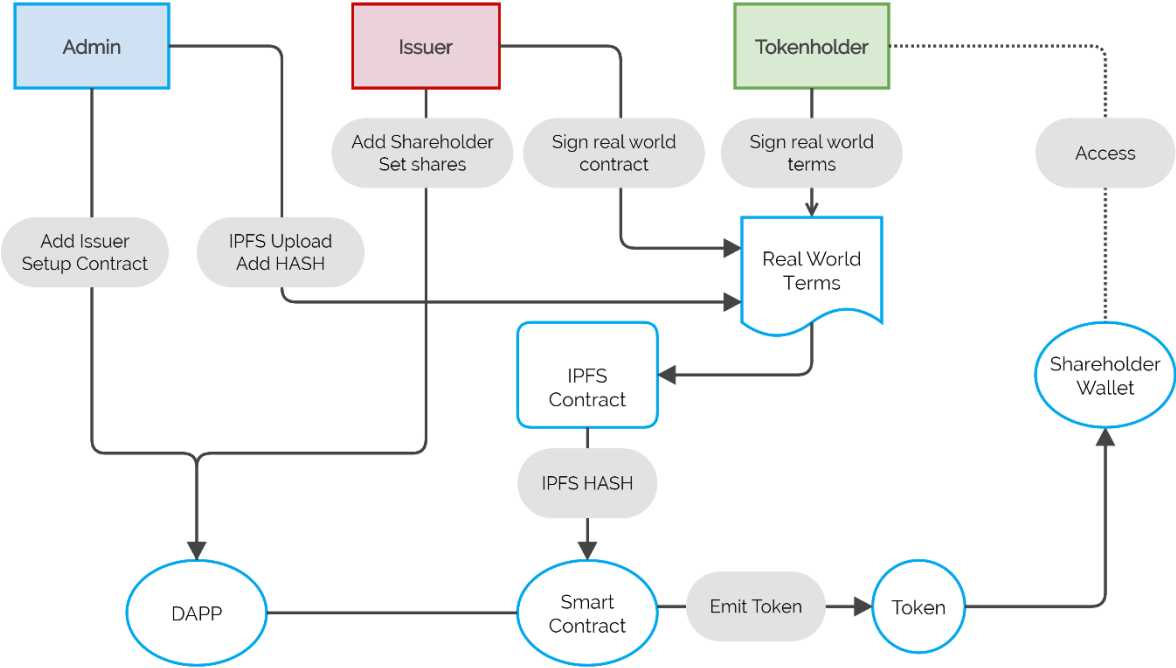 Admin
Issuer
Tokenholder
Add Shareholder
Set shares
Sign real world
contract
Sign real world
terms
Access
Add Issuer
Setup Contract
IPFS Upload
Add HASH
Real World
Terms
IPFS
Contract
Shareholder
Wallet
IPFS HASH
DAPP
Smart
Contract
Emit Token
Token